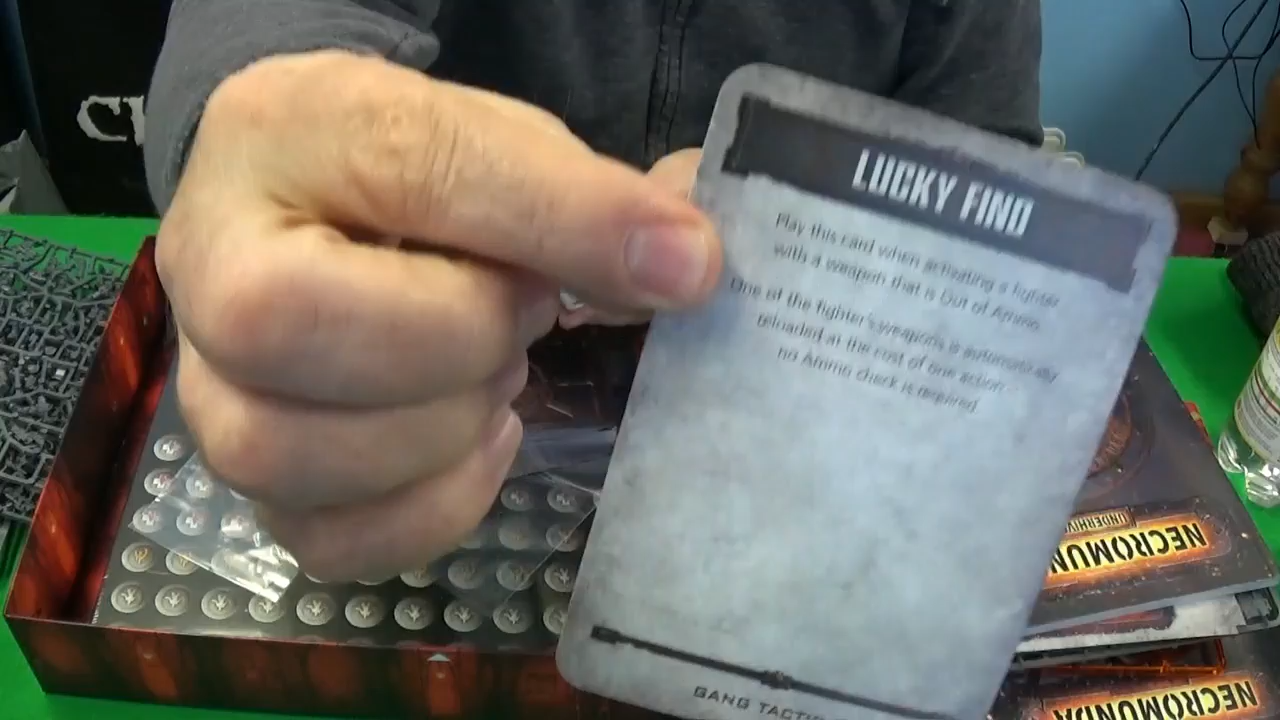 LUCKY FIND
Play this card when activating a fighter
with a weapon that is Out of Ammo.
One of the fighter's weapons is automatically
reloaded at the cost of one action -
no Ammo check is required.
GANG
UNDERHIVE
NECROMUNDA
NECROMUNDA